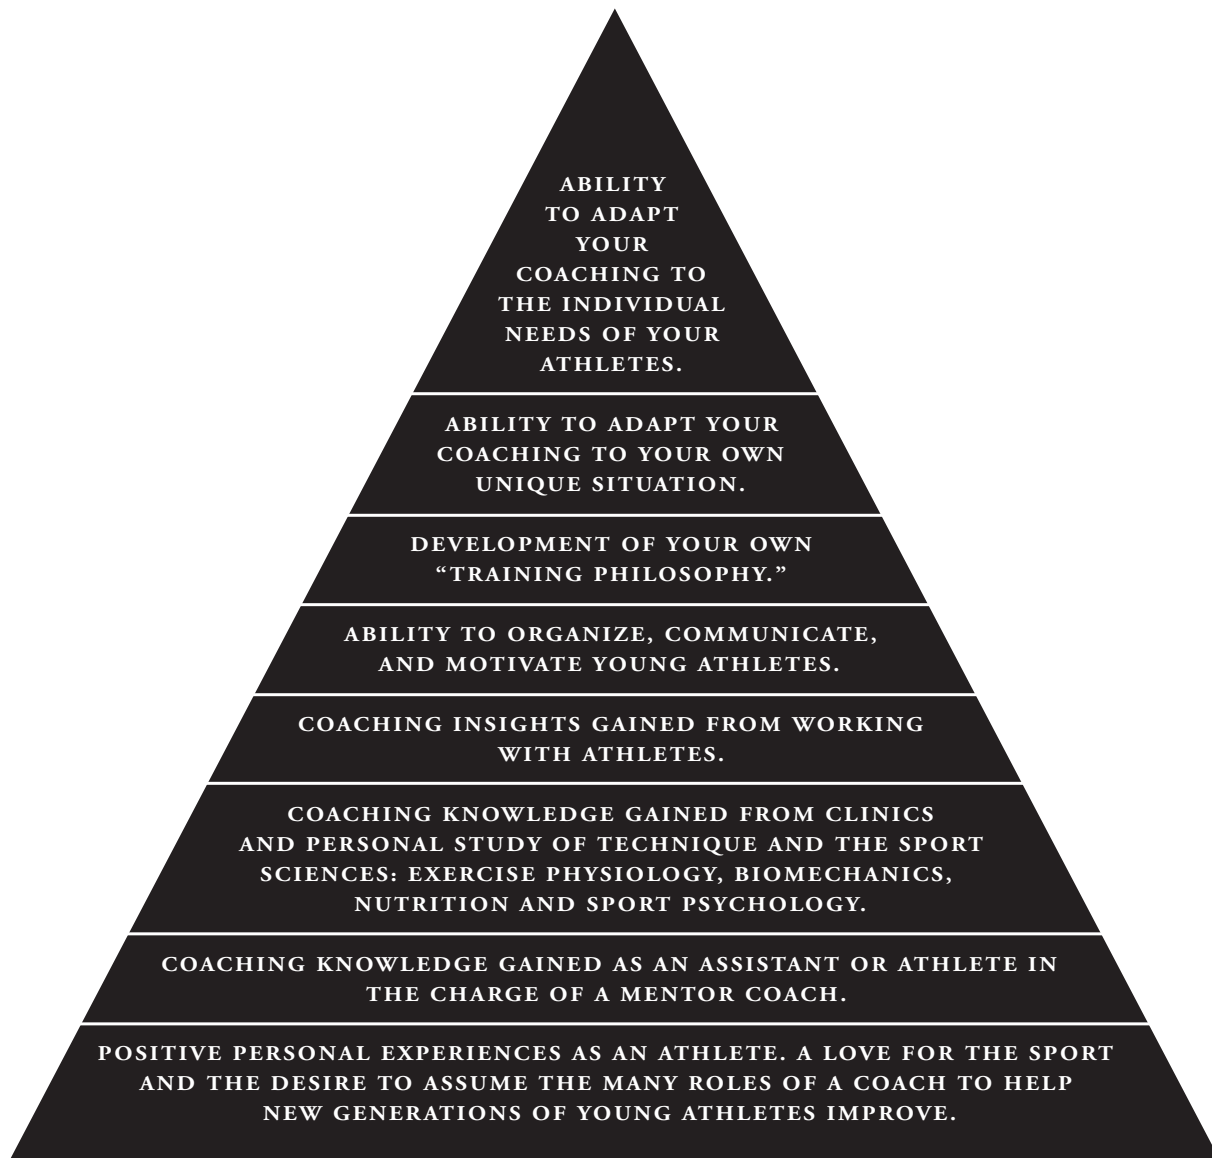 ABILITY
TO ADAPT
YOUR
COACHING TO
THE INDIVIDUAL
NEEDS OF YOUR
ATHLETES.
ABILITY TO ADAPT YOUR
COACHING TO YOUR OWN
UNIQUE SITUATION.
DEVELOPMENT OF YOUR OWN
“TRAINING PHILOSOPHY.”
ABILITY TO ORGANIZE, COMMUNICATE,
AND MOTIVATE YOUNG ATHLETES.
COACHING INSIGHTS GAINED FROM WORKING
WITH ATHLETES.
COACHING KNOWLEDGE GAINED FROM CLINICS
AND PERSONAL STUDY OF TECHNIQUE AND THE SPORT
SCIENCES: EXERCISE PHYSIOLOGY, BIOMECHANICS,
NUTRITION AND SPORT PSYCHOLOGY.
COACHING KNOWLEDGE GAINED AS AN ASSISTANT OR ATHLETE IN
THE CHARGE OF A MENTOR COACH.
POSITIVE PERSONAL EXPERIENCES AS AN ATHLETE. A LOVE FOR THE SPORT
AND THE DESIRE TO ASSUME THE MANY ROLES OF A COACH TO HELP
NEW GENERATIONS OF YOUNG ATHLETES IMPROVE.